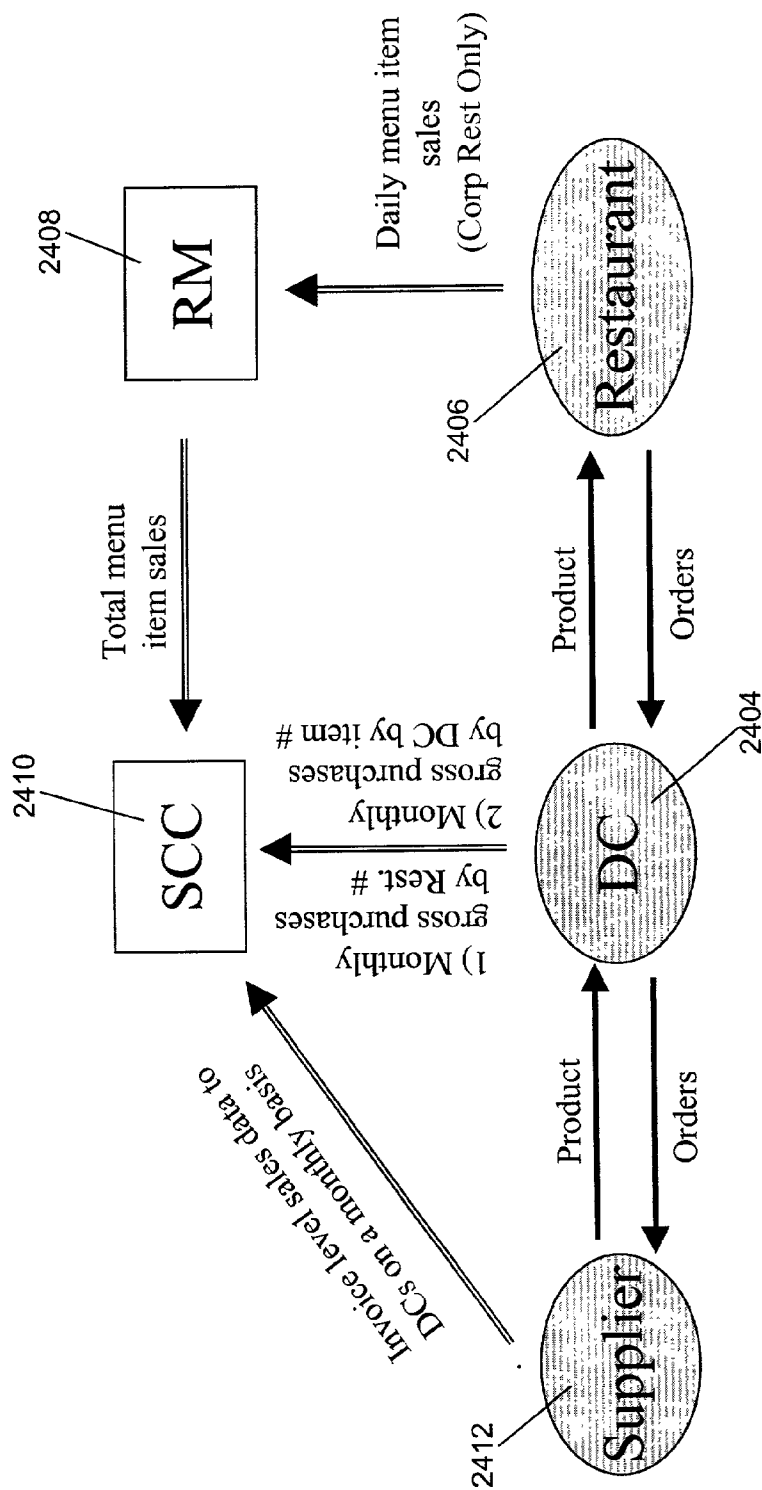 2410
SCC
Total menu
item sales
2408
RM
Invoice level sales data to
DCs on a monthly basis
1) Monthly
gross purchases
by Rest. #
2) Monthly
gross purchases
by DC by item #
Daily menu item
sales
(Corp Rest Only)
2412
Supplier
Product
Orders
DC
2404
Product
Orders
2406
Restaurant